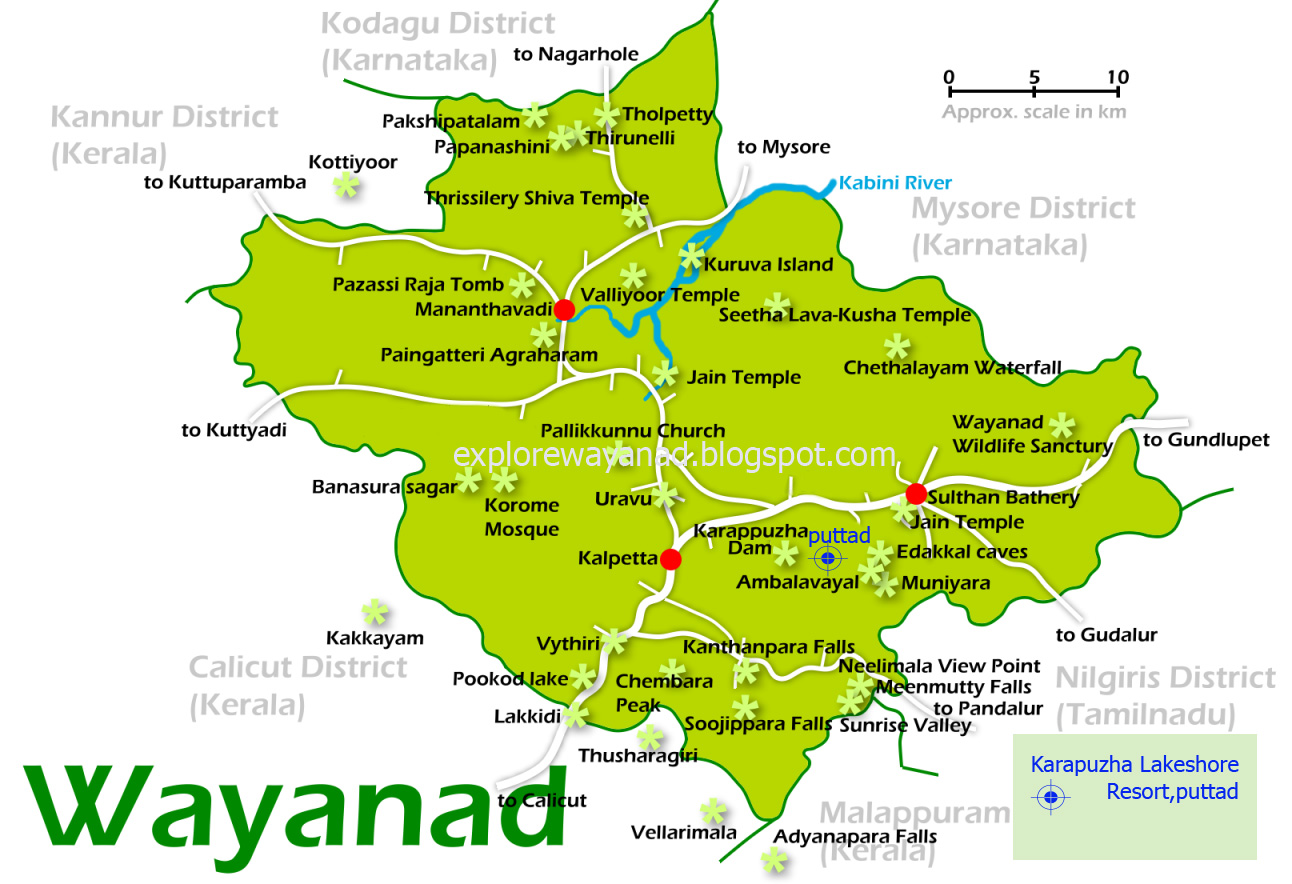 Kodagu District
(Karnataka)
to Nagarhole
0 5 10
Approx. scale in km
Kannur District
(Kerala)
Pakshipatalam
Tholpetty
Papanashini
Thirunelli
Kottiyoor
to Mysore
to Kuttuparamba
Kabini River
Thrissilery Shiva Temple
Mysore District
(Karnataka)
Kuruva Island
Pazassi Raja Tomb
Valliyoor Temple
Mananthavadi
Seetha Lava-Kusha Temple
Paingatteri Agraharam
Chethalayam Waterfall
Jain Temple
to Kuttyadi
Pallikkunnu Church
Wayanad
Wildlife Sanctury
to Gundlupet
explorewayanad.blogspot.com
Banasura sagar
Korome
Mosque
Uravu
Sulthan Bathery
Jain Temple
Karappuzha
Dam
puttad
Kalpetta
Edakkal caves
Ambalavayal
Muniyara
Kakkayam
Vythiri
Kanthanpara Falls
to Gudalur
Calicut District
(Kerala)
Pookod lake
Chembara
Peak
Neelimala View Point
Meenmutty Falls
Nilgiris District
(Tamilnadu)
to Pandalur
Lakkidi
Soojippara Falls
Sunrise Valley
Thusharagiri
Karapuzha Lakeshore
Resort,puttad
Wayanad
to Calicut
Malappuram
(Kerala)
Vellarimala
Adyanapara Falls